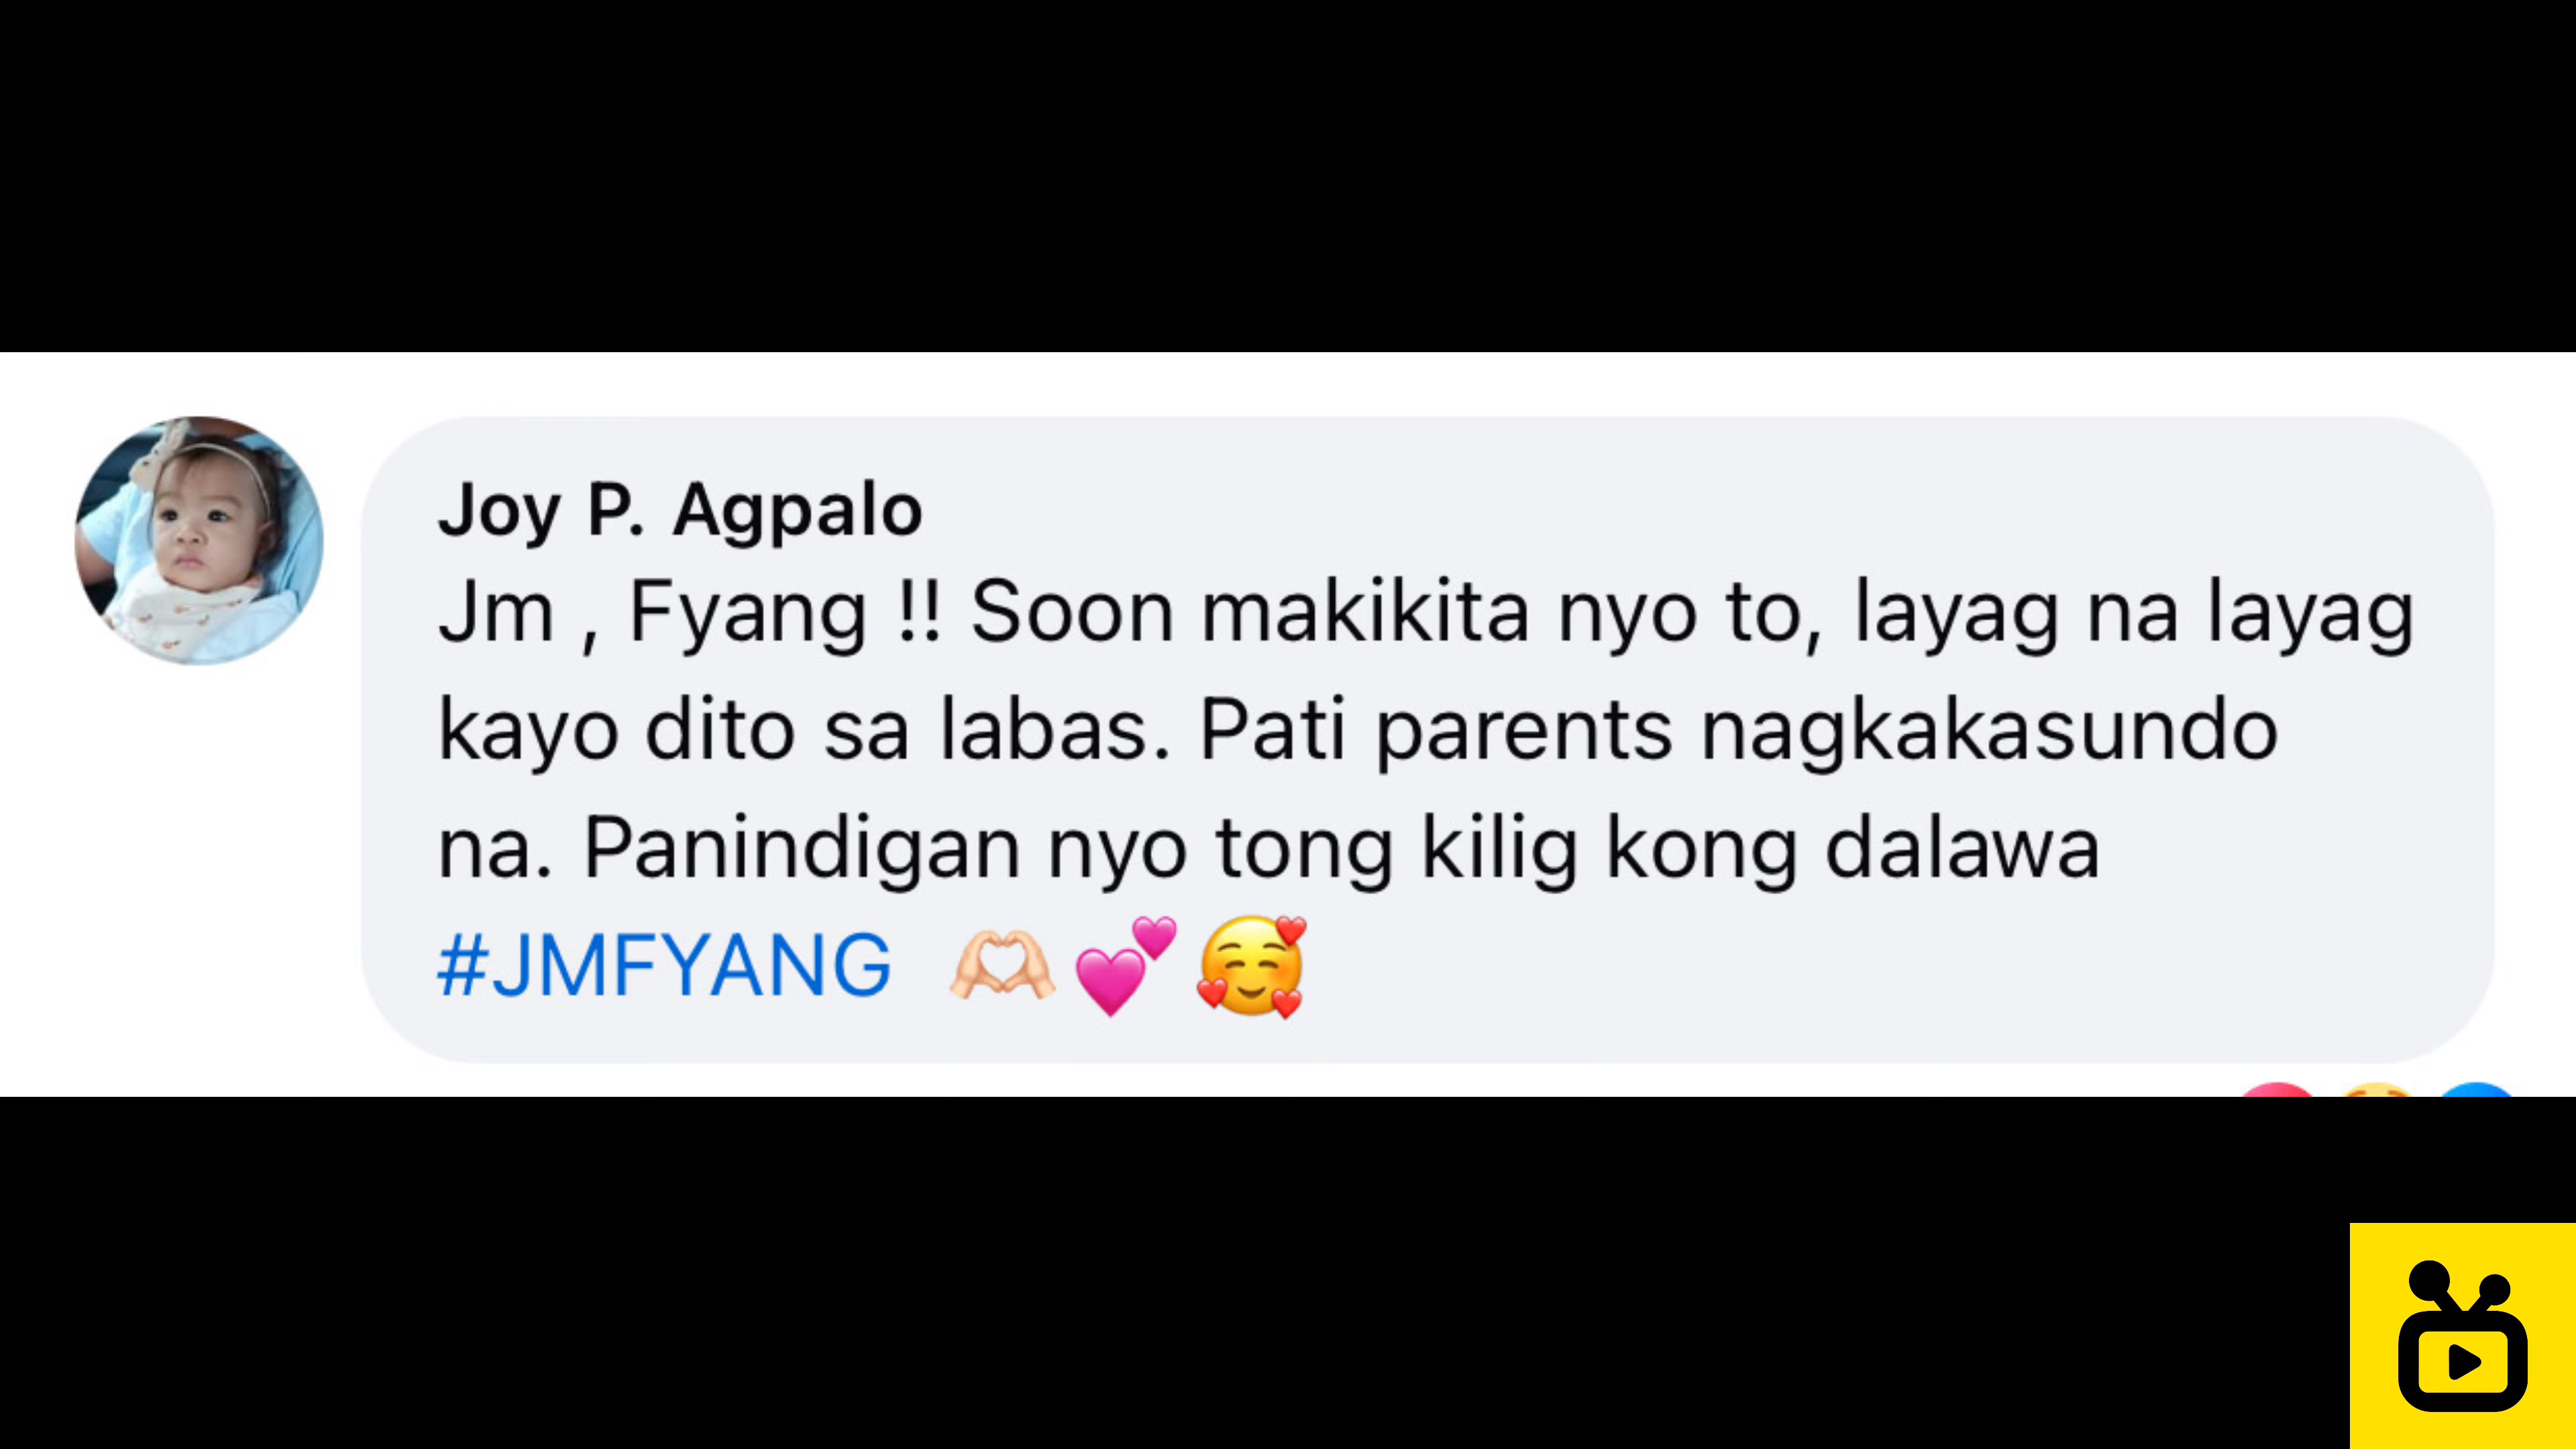 Joy P. Agpalo
Jm , Fyang !! Soon makikita nyo to, layag na layag
kayo dito sa labas. Pati parents nagkakasundo
na. Panindigan nyo tong kilig kong dalawa
#JMFYANG 🫶🏻💕🥰